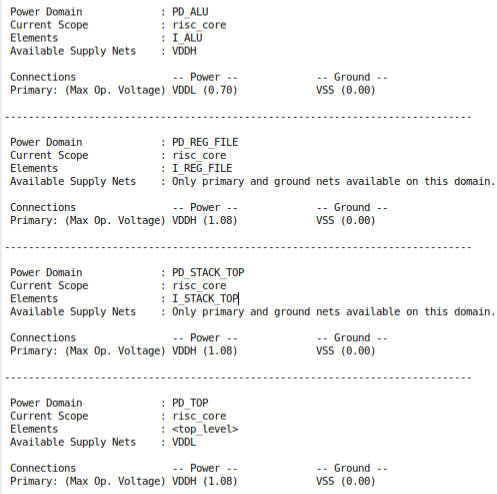 Power Domain : PD_ALU
Current Scope : risc_core
Elements : I_ALU
Available Supply Nets : VDDH
Connections -- Power -- -- Ground --
Primary: (Max Op. Voltage) VDDL (0.70) VSS (0.00)
--------------------------------------------------------------------------------
Power Domain : PD_REG_FILE
Current Scope : risc_core
Elements : I_REG_FILE
Available Supply Nets : Only primary and ground nets available on this domain.
Connections -- Power -- -- Ground --
Primary: (Max Op. Voltage) VDDH (1.08) VSS (0.00)
--------------------------------------------------------------------------------
Power Domain : PD_STACK_TOP
Current Scope : risc_core
Elements : I_STACK_TOP
Available Supply Nets : Only primary and ground nets available on this domain.
Connections -- Power -- -- Ground --
Primary: (Max Op. Voltage) VDDH (1.08) VSS (0.00)
--------------------------------------------------------------------------------
Power Domain : PD_TOP
Current Scope : risc_core
Elements : <top_level>
Available Supply Nets : VDDL
Connections -- Power -- -- Ground --
Primary: (Max Op. Voltage) VDDH (1.08) VSS (0.00)